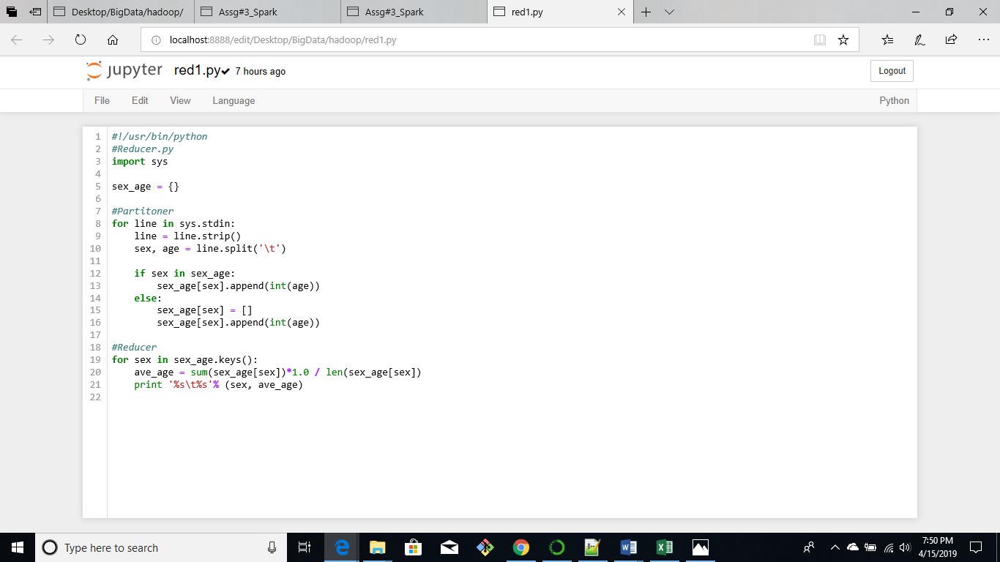 Desktop/BigData/hadoop/
Assg#3_Spark
Assg#3_Spark
red1.py
localhost:8888/edit/Desktop/BigData/hadoop/red1.py
jupyter red1.py 7 hours ago
Logout
File Edit View Language
Python
1 #!/usr/bin/python
2 #Reducer.py
3 import sys
4
5 sex_age = {}
6
7 #Partitoner
8 for line in sys.stdin:
9     line = line.strip()
10     sex, age = line.split('\t')
11
12     if sex in sex_age:
13         sex_age[sex].append(int(age))
14     else:
15         sex_age[sex] = []
16         sex_age[sex].append(int(age))
17
18 #Reducer
19 for sex in sex_age.keys():
20     ave_age = sum(sex_age[sex])*1.0 / len(sex_age[sex])
21     print '%s\t%s'% (sex, ave_age)
22
Type here to search
7:50 PM
4/15/2019